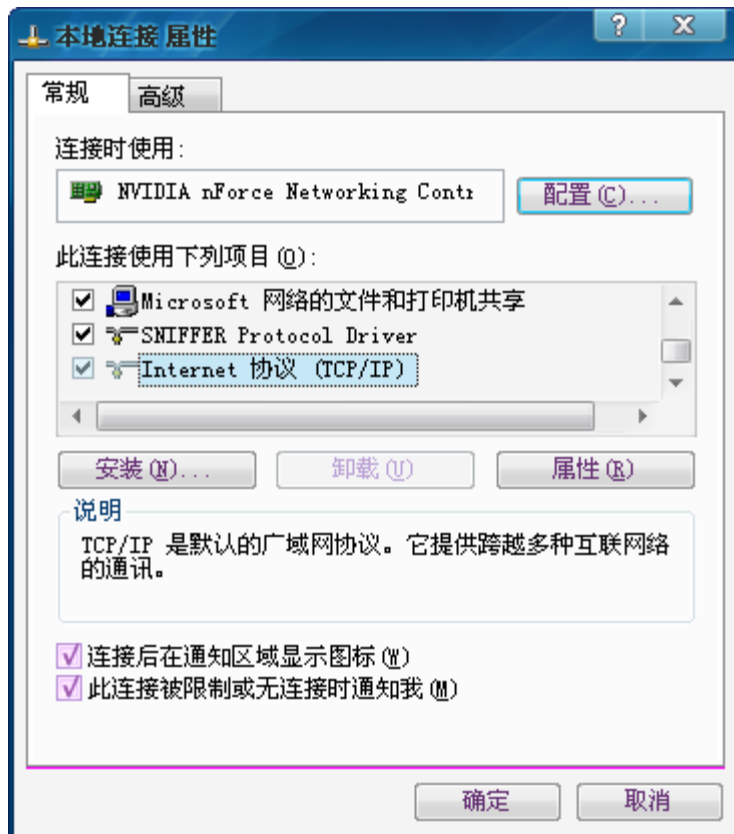 本地连接 属性
常规
高级
连接时使用:
NVIDIA nForce Networking Contr
配置(C)...
此连接使用下列项目(O):
Microsoft 网络的文件和打印机共享
SNIFFER Protocol Driver
Internet 协议 (TCP/IP)
安装(N)...
卸载(U)
属性(R)
说明
TCP/IP 是默认的广域网协议。它提供跨越多种互联网络
的通讯。
连接后在通知区域显示图标(W)
此连接被限制或无连接时通知我(M)
确定
取消